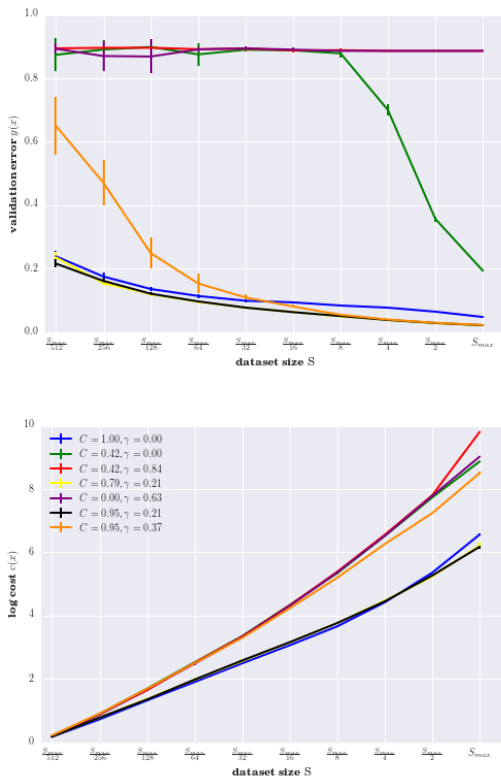 1.0
0.8
0.6
0.4
0.2
0.0
validation error y(x)
S_max/512 S_max/256 S_max/128 S_max/64 S_max/32 S_max/16 S_max/8 S_max/4 S_max/2 S_max
dataset size S
10
8
6
4
2
0
log cost c(x)
C = 1.00, γ = 0.00
C = 0.42, γ = 0.00
C = 0.42, γ = 0.84
C = 0.79, γ = 0.21
C = 0.00, γ = 0.63
C = 0.95, γ = 0.21
C = 0.95, γ = 0.37
S_max/512 S_max/256 S_max/128 S_max/64 S_max/32 S_max/16 S_max/8 S_max/4 S_max/2 S_max
dataset size S